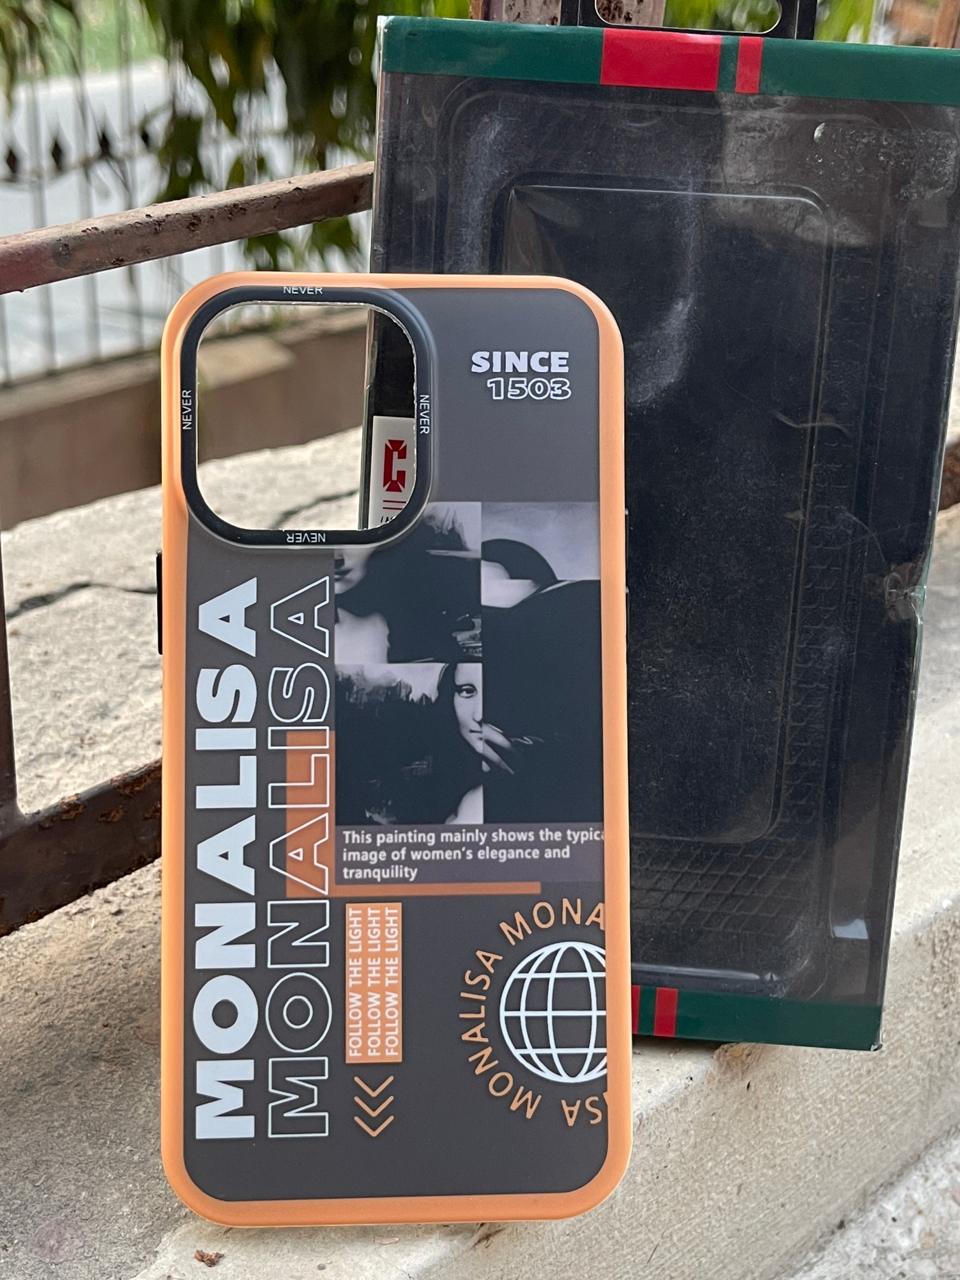 NEVER
NEVER
NEVER
NEVER
SINCE
1503
MONALISA
MONALISA
This painting mainly shows the typica
image of women's elegance and
tranquility
FOLLOW THE LIGHT
FOLLOW THE LIGHT
FOLLOW THE LIGHT
MONALISA MONA
ISA MONALISA